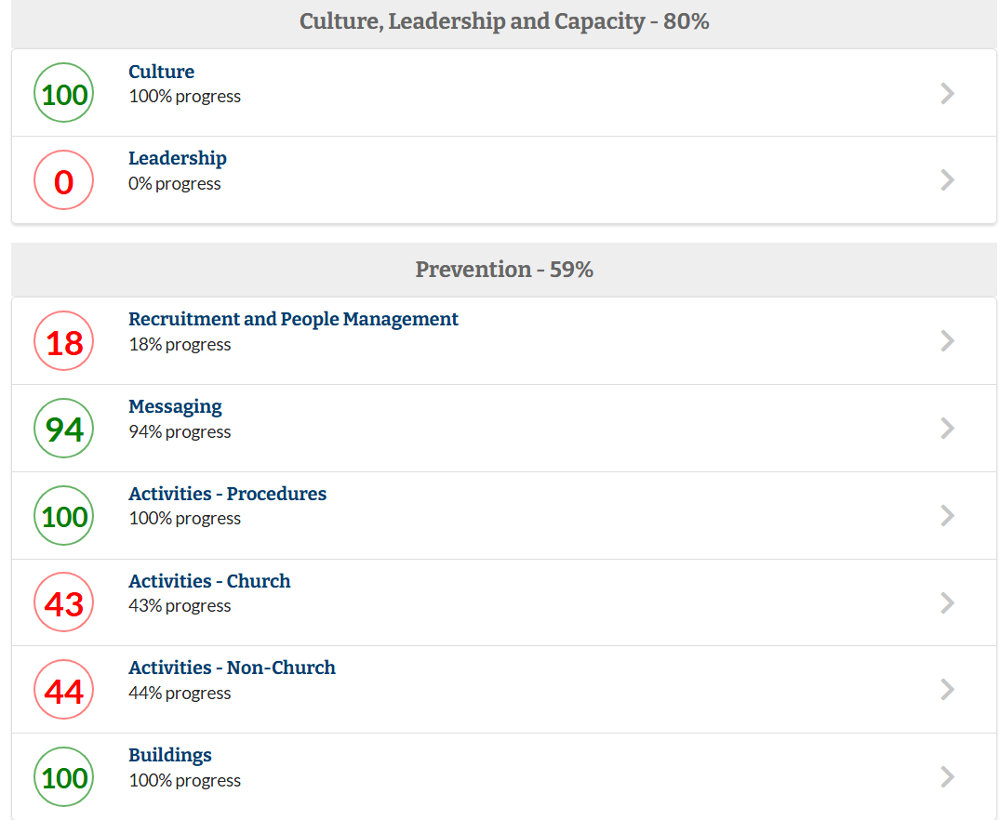 Culture, Leadership and Capacity - 80%
100
Culture
100% progress
0
Leadership
0% progress
Prevention - 59%
18
Recruitment and People Management
18% progress
94
Messaging
94% progress
100
Activities - Procedures
100% progress
43
Activities - Church
43% progress
44
Activities - Non-Church
44% progress
100
Buildings
100% progress